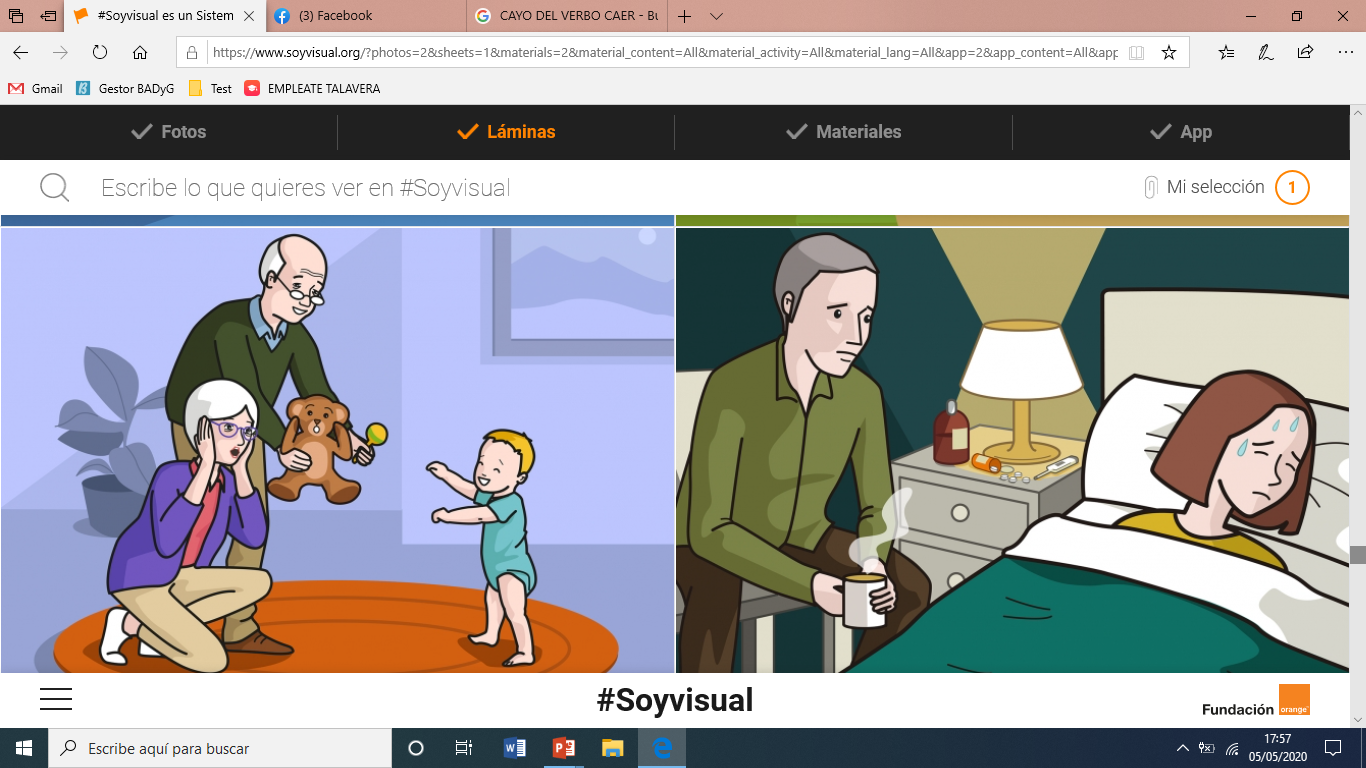 #Soyvisual es un Sistem
(3) Facebook
CAYO DEL VERBO CAER - Bu
https://www.soyvisual.org/?photos=2&sheets=1&materials=2&material_content=All&material_activity=All&material_lang=All&app=2&app_content=All&app
Gmail
Gestor BADyG
Test
EMPLEATE TALAVERA
Fotos
Láminas
Materiales
App
Escribe lo que quieres ver en #Soyvisual
Mi selección 1
#Soyvisual
Fundación
orange
Escribe aquí para buscar
17:57
05/05/2020